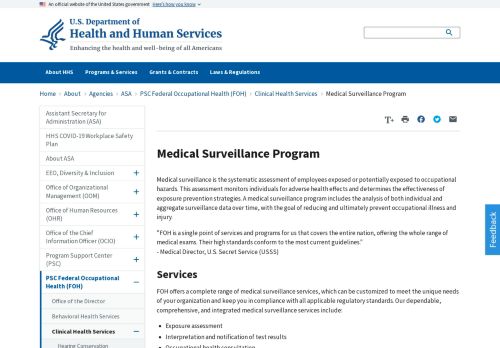 An official website of the United States government Here's how you know
U.S. Department of
Health and Human Services
Enhancing the health and well-being of all Americans
About HHS Programs & Services Grants & Contracts Laws & Regulations
Home › About › Agencies › ASA › PSC Federal Occupational Health (FOH) › Clinical Health Services › Medical Surveillance Program
Assistant Secretary for
Administration (ASA)
HHS COVID-19 Workplace Safety
Plan
About ASA
EEO, Diversity & Inclusion
Office of Organizational
Management (OOM)
Office of Human Resources
(OHR)
Office of the Chief
Information Officer (OCIO)
Program Support Center
(PSC)
PSC Federal Occupational
Health (FOH)
Office of the Director
Behavioral Health Services
Clinical Health Services
Hearing Conservation
T+
Medical Surveillance Program
Medical surveillance is the systematic assessment of employees exposed or potentially exposed to occupational
hazards. This assessment monitors individuals for adverse health effects and determines the effectiveness of
exposure prevention strategies. A medical surveillance program includes the analysis of both individual and
aggregate surveillance data over time, with the goal of reducing and ultimately preventing occupational illness and
injury.
"FOH is a single point of services and programs for us that covers the entire nation, offering the whole range of
medical exams. Their high standards conform to the most current guidelines."
- Medical Director, U.S. Secret Service (USSS)
Services
FOH offers a complete range of medical surveillance services, which can be customized to meet the unique needs
of your organization and keep you in compliance with all applicable regulatory standards. Our dependable,
comprehensive, and integrated medical surveillance services include:
• Exposure assessment
• Interpretation and notification of test results
• Occupational health consultation
Feedback